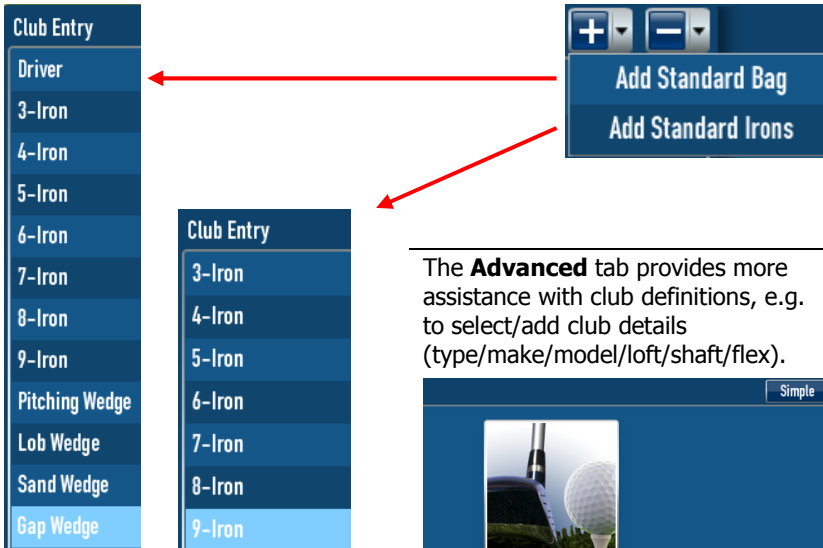 Club Entry
Driver
3-Iron
4-Iron
5-Iron
6-Iron
7-Iron
8-Iron
9-Iron
Pitching Wedge
Lob Wedge
Sand Wedge
Gap Wedge
Add Standard Bag
Add Standard Irons
Club Entry
3-Iron
4-Iron
5-Iron
6-Iron
7-Iron
8-Iron
9-Iron
The Advanced tab provides more
assistance with club definitions, e.g.
to select/add club details
(type/make/model/loft/shaft/flex).
Simple